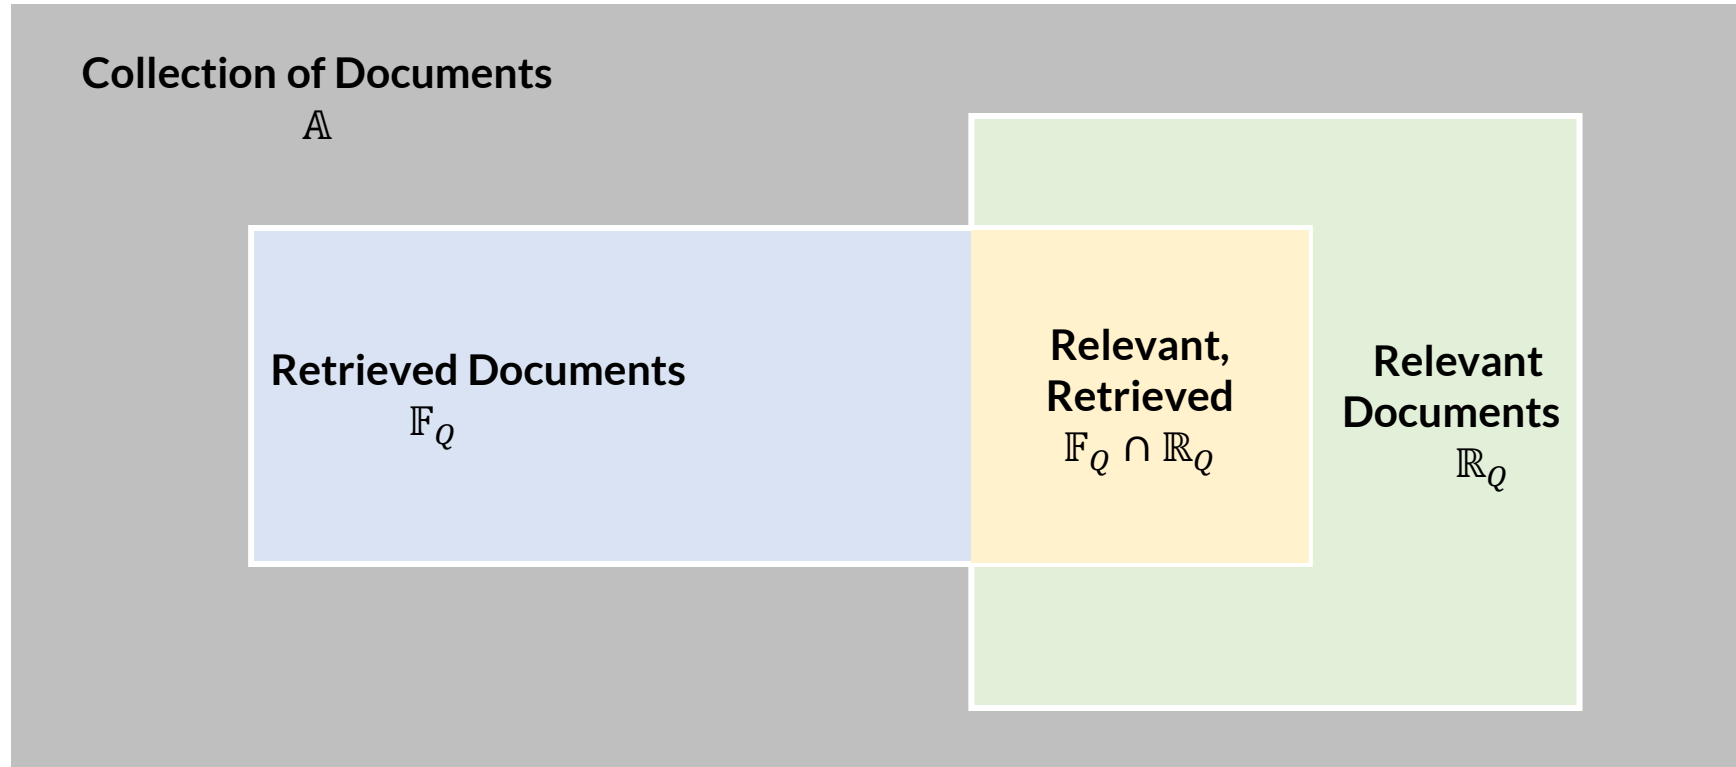 Collection of Documents
𝔸
Retrieved Documents
𝔽_Q
Relevant,
Retrieved
𝔽_Q ∩ ℝ_Q
Relevant
Documents
ℝ_Q